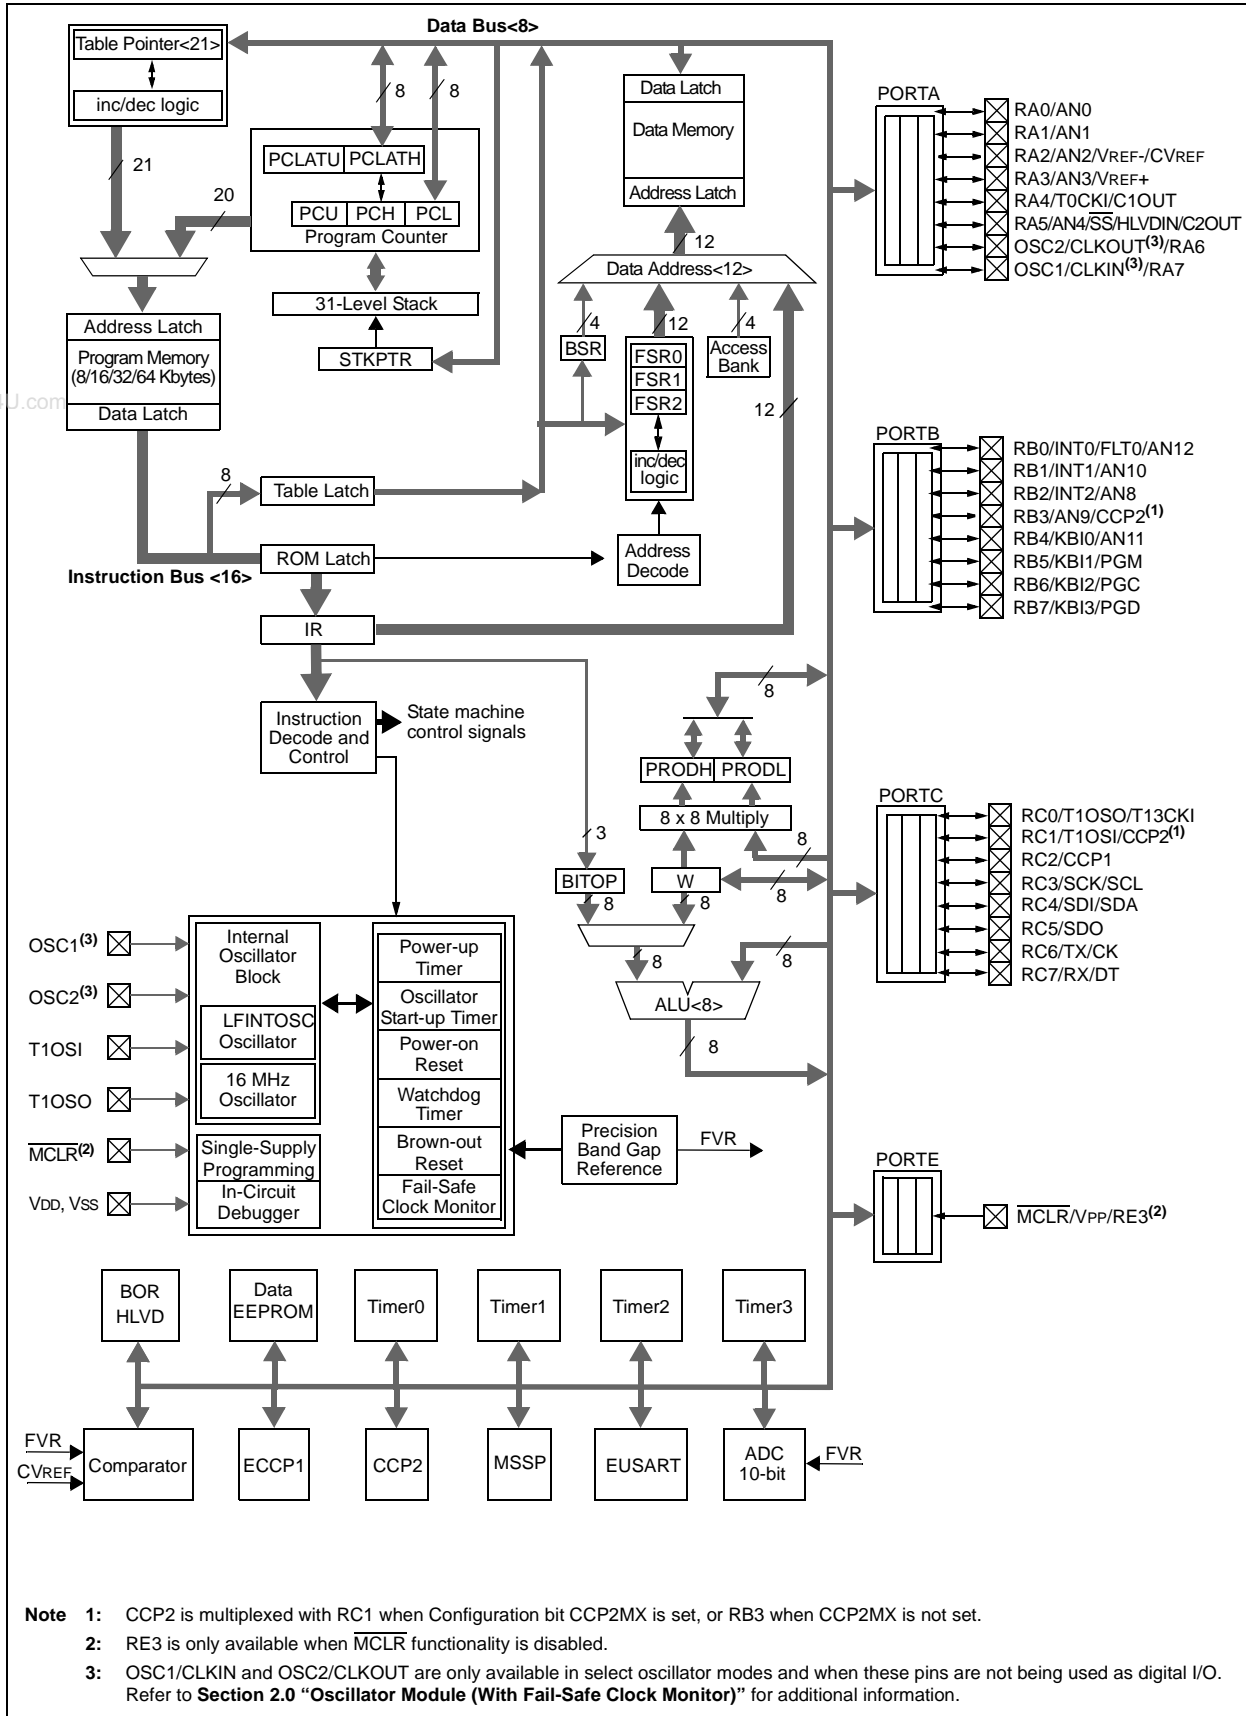 Data Bus<8>
Table Pointer<21>
inc/dec logic
21
20
8
8
PCLATU PCLATH
PCU PCH PCL
Program Counter
31-Level Stack
STKPTR
Address Latch
Program Memory
(8/16/32/64 Kbytes)
Data Latch
4U.com
Data Latch
Data Memory
Address Latch
12
Data Address<12>
4
12
4
BSR
FSR0
FSR1
FSR2
inc/dec
logic
Access
Bank
12
8
Table Latch
ROM Latch
Instruction Bus <16>
Address
Decode
IR
Instruction
Decode and
Control
State machine
control signals
8
PRODH PRODL
8 x 8 Multiply
3
8
BITOP
W
8
8
8
8
8
ALU<8>
8
PORTA
RA0/AN0
RA1/AN1
RA2/AN2/VREF-/CVREF
RA3/AN3/VREF+
RA4/T0CKI/C1OUT
RA5/AN4/SS/HLVDIN/C2OUT
OSC2/CLKOUT(3)/RA6
OSC1/CLKIN(3)/RA7
PORTB
RB0/INT0/FLT0/AN12
RB1/INT1/AN10
RB2/INT2/AN8
RB3/AN9/CCP2(1)
RB4/KBI0/AN11
RB5/KBI1/PGM
RB6/KBI2/PGC
RB7/KBI3/PGD
PORTC
RC0/T1OSO/T13CKI
RC1/T1OSI/CCP2(1)
RC2/CCP1
RC3/SCK/SCL
RC4/SDI/SDA
RC5/SDO
RC6/TX/CK
RC7/RX/DT
PORTE
MCLR/VPP/RE3(2)
OSC1(3)
OSC2(3)
T1OSI
T1OSO
MCLR(2)
VDD, VSS
Internal
Oscillator
Block
LFINTOSC
Oscillator
16 MHz
Oscillator
Single-Supply
Programming
In-Circuit
Debugger
Power-up
Timer
Oscillator
Start-up Timer
Power-on
Reset
Watchdog
Timer
Brown-out
Reset
Fail-Safe
Clock Monitor
Precision
Band Gap
Reference
FVR
BOR
HLVD
Data
EEPROM
Timer0
Timer1
Timer2
Timer3
FVR
CVREF
Comparator
ECCP1
CCP2
MSSP
EUSART
ADC
10-bit
FVR
Note 1: CCP2 is multiplexed with RC1 when Configuration bit CCP2MX is set, or RB3 when CCP2MX is not set.
2: RE3 is only available when MCLR functionality is disabled.
3: OSC1/CLKIN and OSC2/CLKOUT are only available in select oscillator modes and when these pins are not being used as digital I/O.
Refer to Section 2.0 “Oscillator Module (With Fail-Safe Clock Monitor)” for additional information.